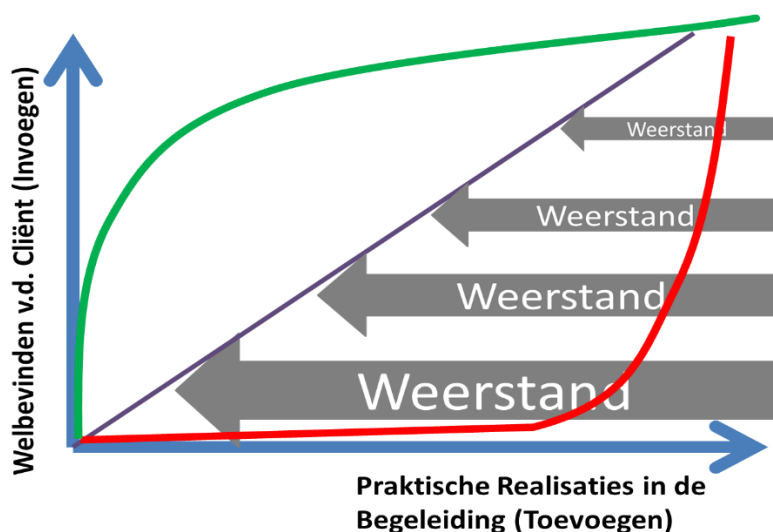 Welbevinden v.d. Cliënt (Invoegen)
Weerstand
Weerstand
Weerstand
Weerstand
Praktische Realisaties in de
Begeleiding (Toevoegen)